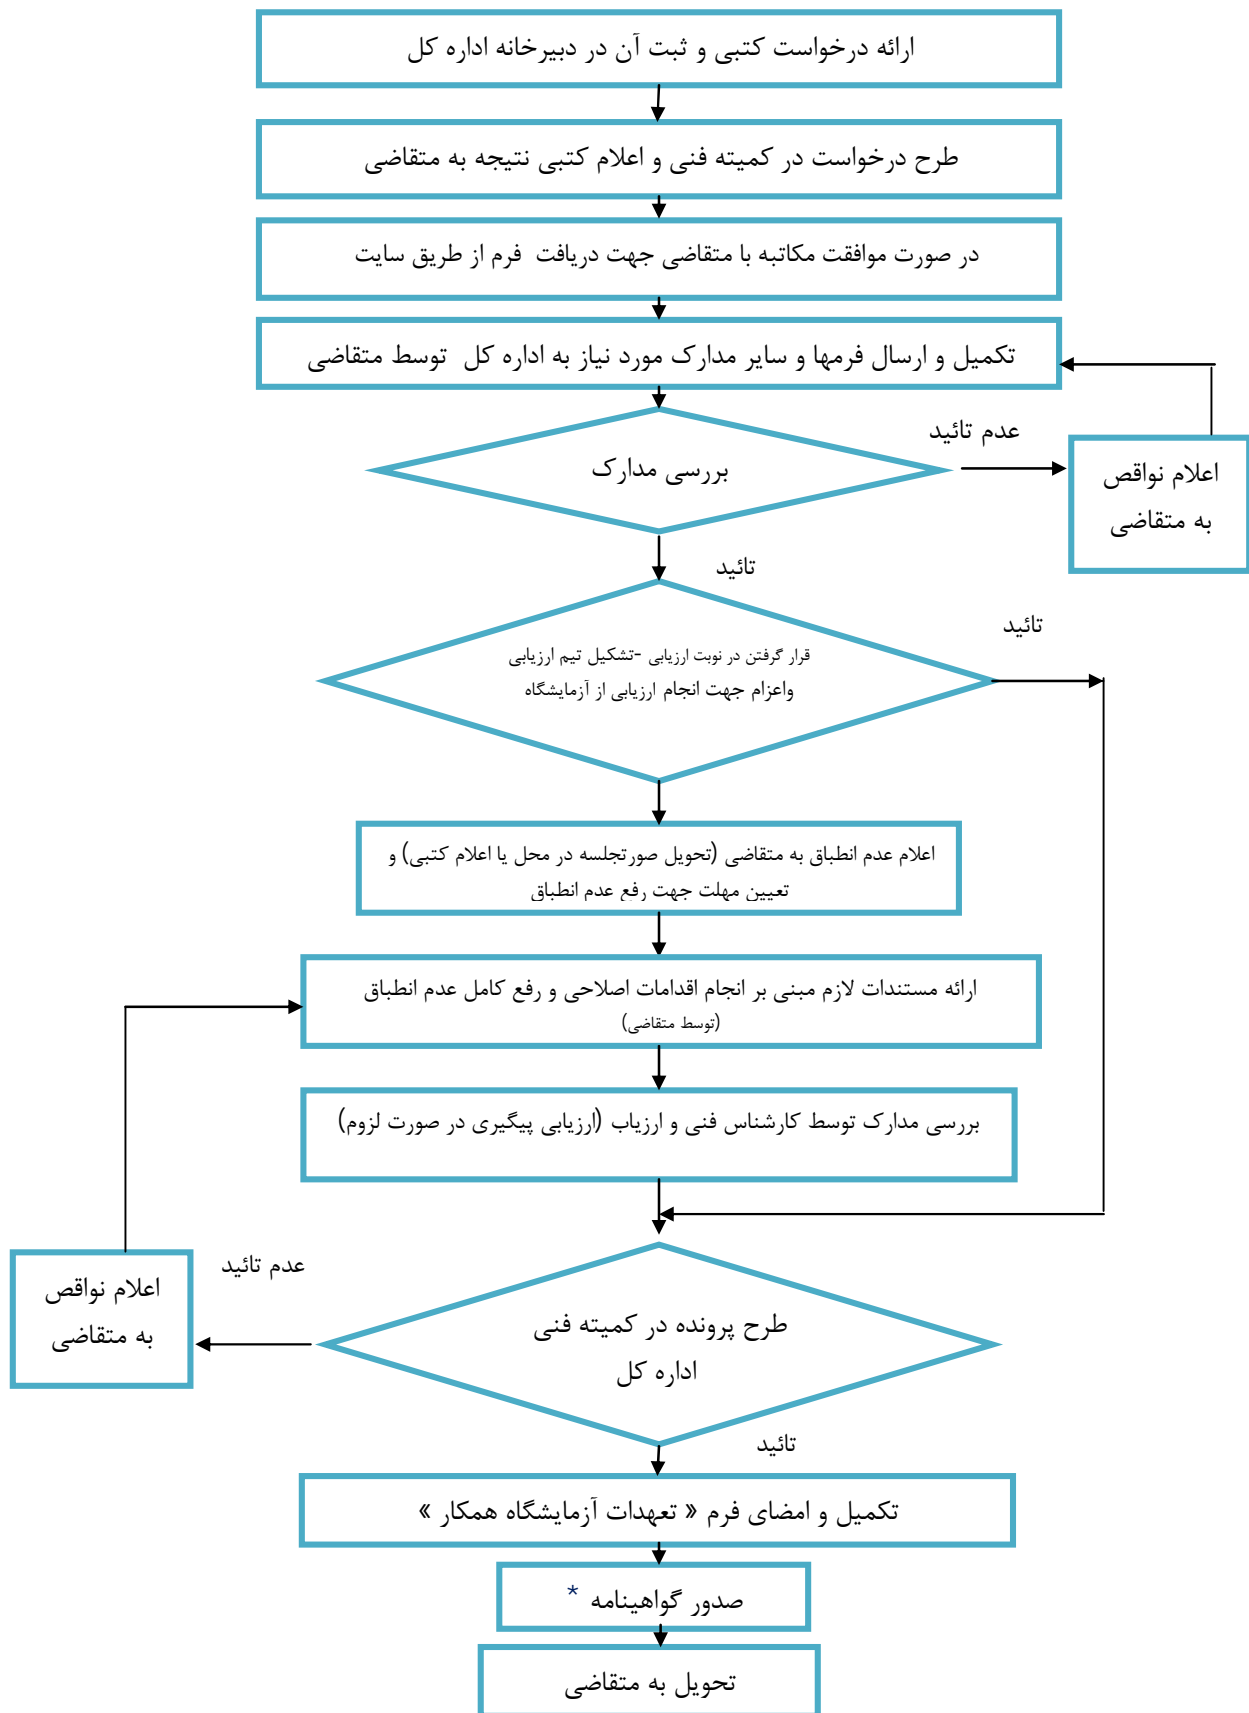 ارائه درخواست کتبی و ثبت آن در دبیرخانه اداره کل
طرح درخواست در کمیته فنی و اعلام کتبی نتیجه به متقاضی
در صورت موافقت مکاتبه با متقاضی جهت دریافت فرم از طریق سایت
تکمیل و ارسال فرمها و سایر مدارک مورد نیاز به اداره کل توسط متقاضی
بررسی مدارک
عدم تائید
اعلام نواقص
به متقاضی
تائید
قرار گرفتن در نوبت ارزیابی -تشکیل تیم ارزیابی
واعزام جهت انجام ارزیابی از آزمایشگاه
تائید
اعلام عدم انطباق به متقاضی (تحویل صورتجلسه در محل یا اعلام کتبی) و
تعیین مهلت جهت رفع عدم انطباق
ارائه مستندات لازم مبنی بر انجام اقدامات اصلاحی و رفع کامل عدم انطباق
(توسط متقاضی)
بررسی مدارک توسط کارشناس فنی و ارزیاب (ارزیابی پیگیری در صورت لزوم)
طرح پرونده در کمیته فنی
اداره کل
عدم تائید
اعلام نواقص
به متقاضی
تائید
تکمیل و امضای فرم « تعهدات آزمایشگاه همکار »
صدور گواهینامه *
تحویل به متقاضی